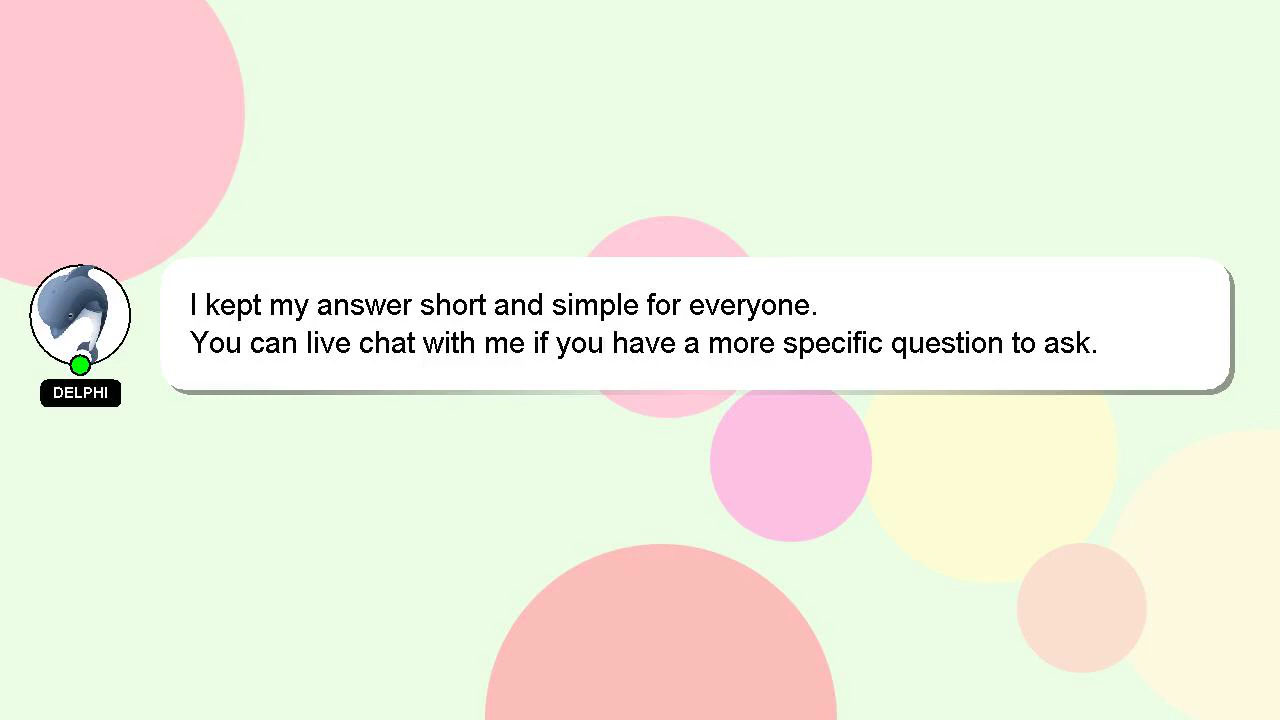 I kept my answer short and simple for everyone.
You can live chat with me if you have a more specific question to ask.
DELPHI